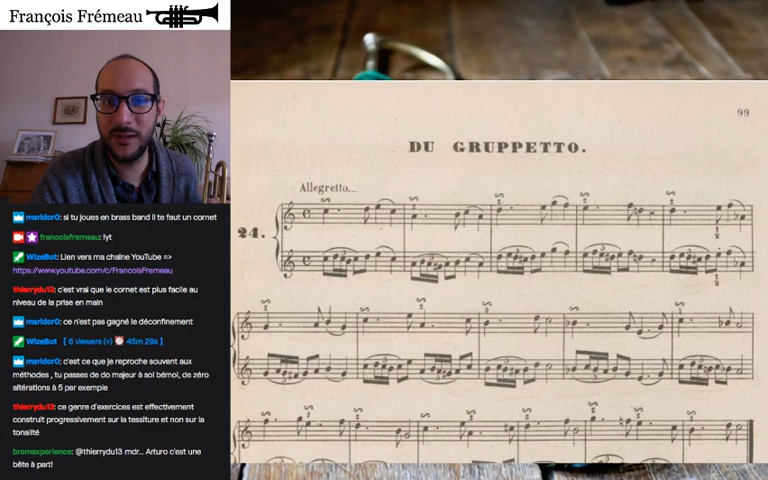 François Frémeau
99
DU GRUPPETTO.
Allegretto.
24.
marldor0: si tu joues en brass band il te faut un cornet
francoisfremeau: !yt
WizeBot: Lien vers ma chaîne YouTube =>
https://www.youtube.com/c/FrancoisFremeau
thierrydu13: c'est vrai que le cornet est plus facile au
niveau de la prise en main
marldor0: ce n'est pas gagné le déconfinement
WizeBot [ 6 viewers (=) 45m 29s ]
marldor0: c'est ce que je reproche souvent aux
méthodes , tu passes de do majeur à sol bémol, de zéro
altérations à 5 par exemple
thierrydu13: ce genre d'exercices est effectivement
construit progressivement sur la tessiture et non sur la
tonalité
bremexperience: @thierrydu13 mdr... Arturo c'est une
bête à part!